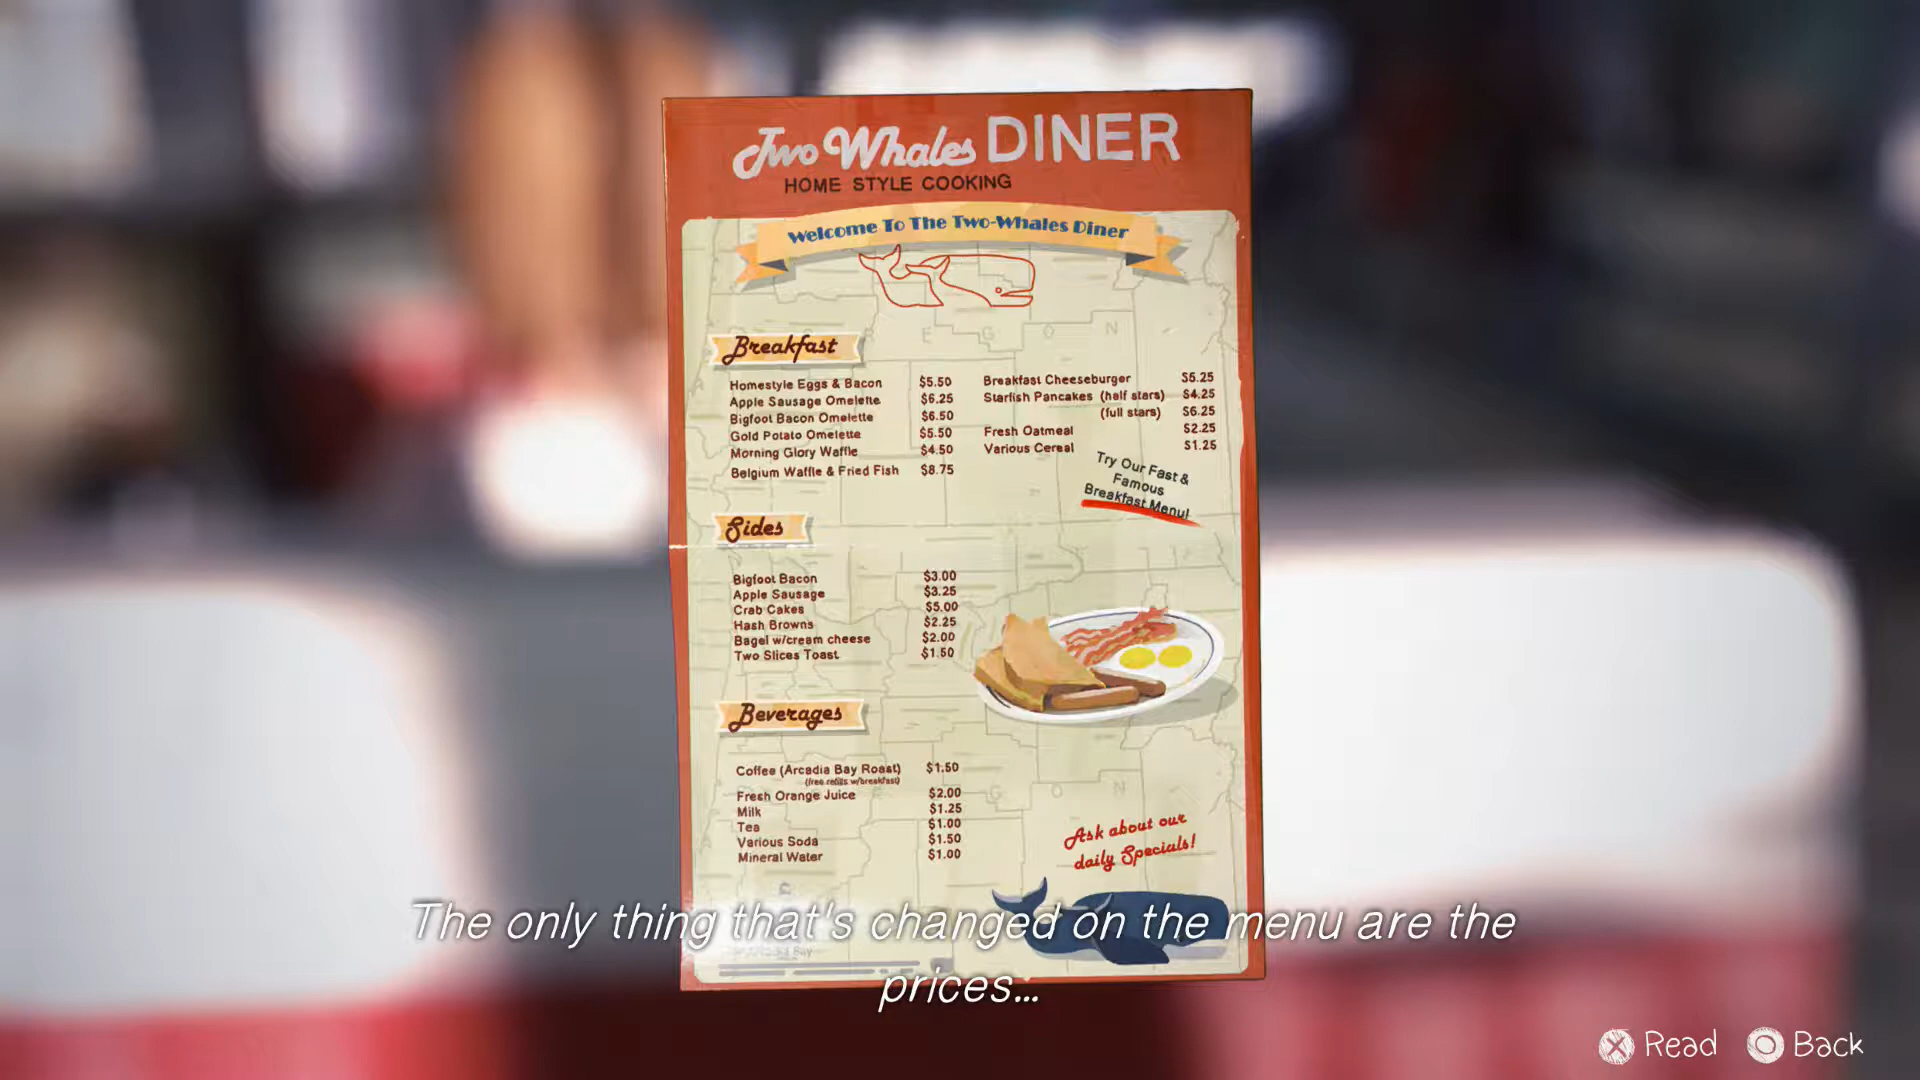 Two Whales DINER
HOME STYLE COOKING
Welcome To The Two-Whales Diner
E G O N
Breakfast
Homestyle Eggs & Bacon $5.50
Apple Sausage Omelette $6.25
Bigfoot Bacon Omelette $6.50
Gold Potato Omelette $5.50
Morning Glory Waffle $4.50
Belgium Waffle & Fried Fish $8.75
Breakfast Cheeseburger $5.25
Starfish Pancakes (half stars) $4.25
(full stars) $6.25
Fresh Oatmeal $2.25
Various Cereal $1.25
Try Our Fast &
Famous
Breakfast Menu!
Sides
Bigfoot Bacon $3.00
Apple Sausage $3.25
Crab Cakes $5.00
Hash Browns $2.25
Bagel w/cream cheese $2.00
Two Slices Toast $1.50
Beverages
Coffee (Arcadia Bay Roast) $1.50
(free refills w/breakfast)
Fresh Orange Juice $2.00
Milk $1.25
Tea $1.00
Various Soda $1.50
Mineral Water $1.00
G O N
Ask about our
daily Specials!
The only thing that's changed on the menu are the
prices...
Read Back